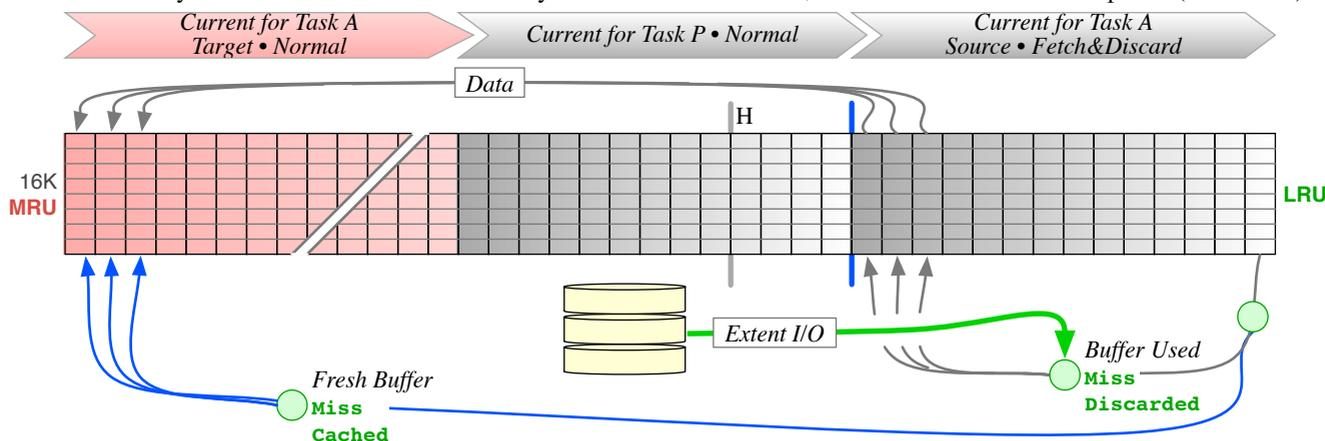 Current for Task A
Target • Normal
Current for Task P • Normal
Current for Task A
Source • Fetch&Discard
Data
H
16K
MRU
LRU
Extent I/O
Buffer Used
Miss
Discarded
Fresh Buffer
Miss
Cached